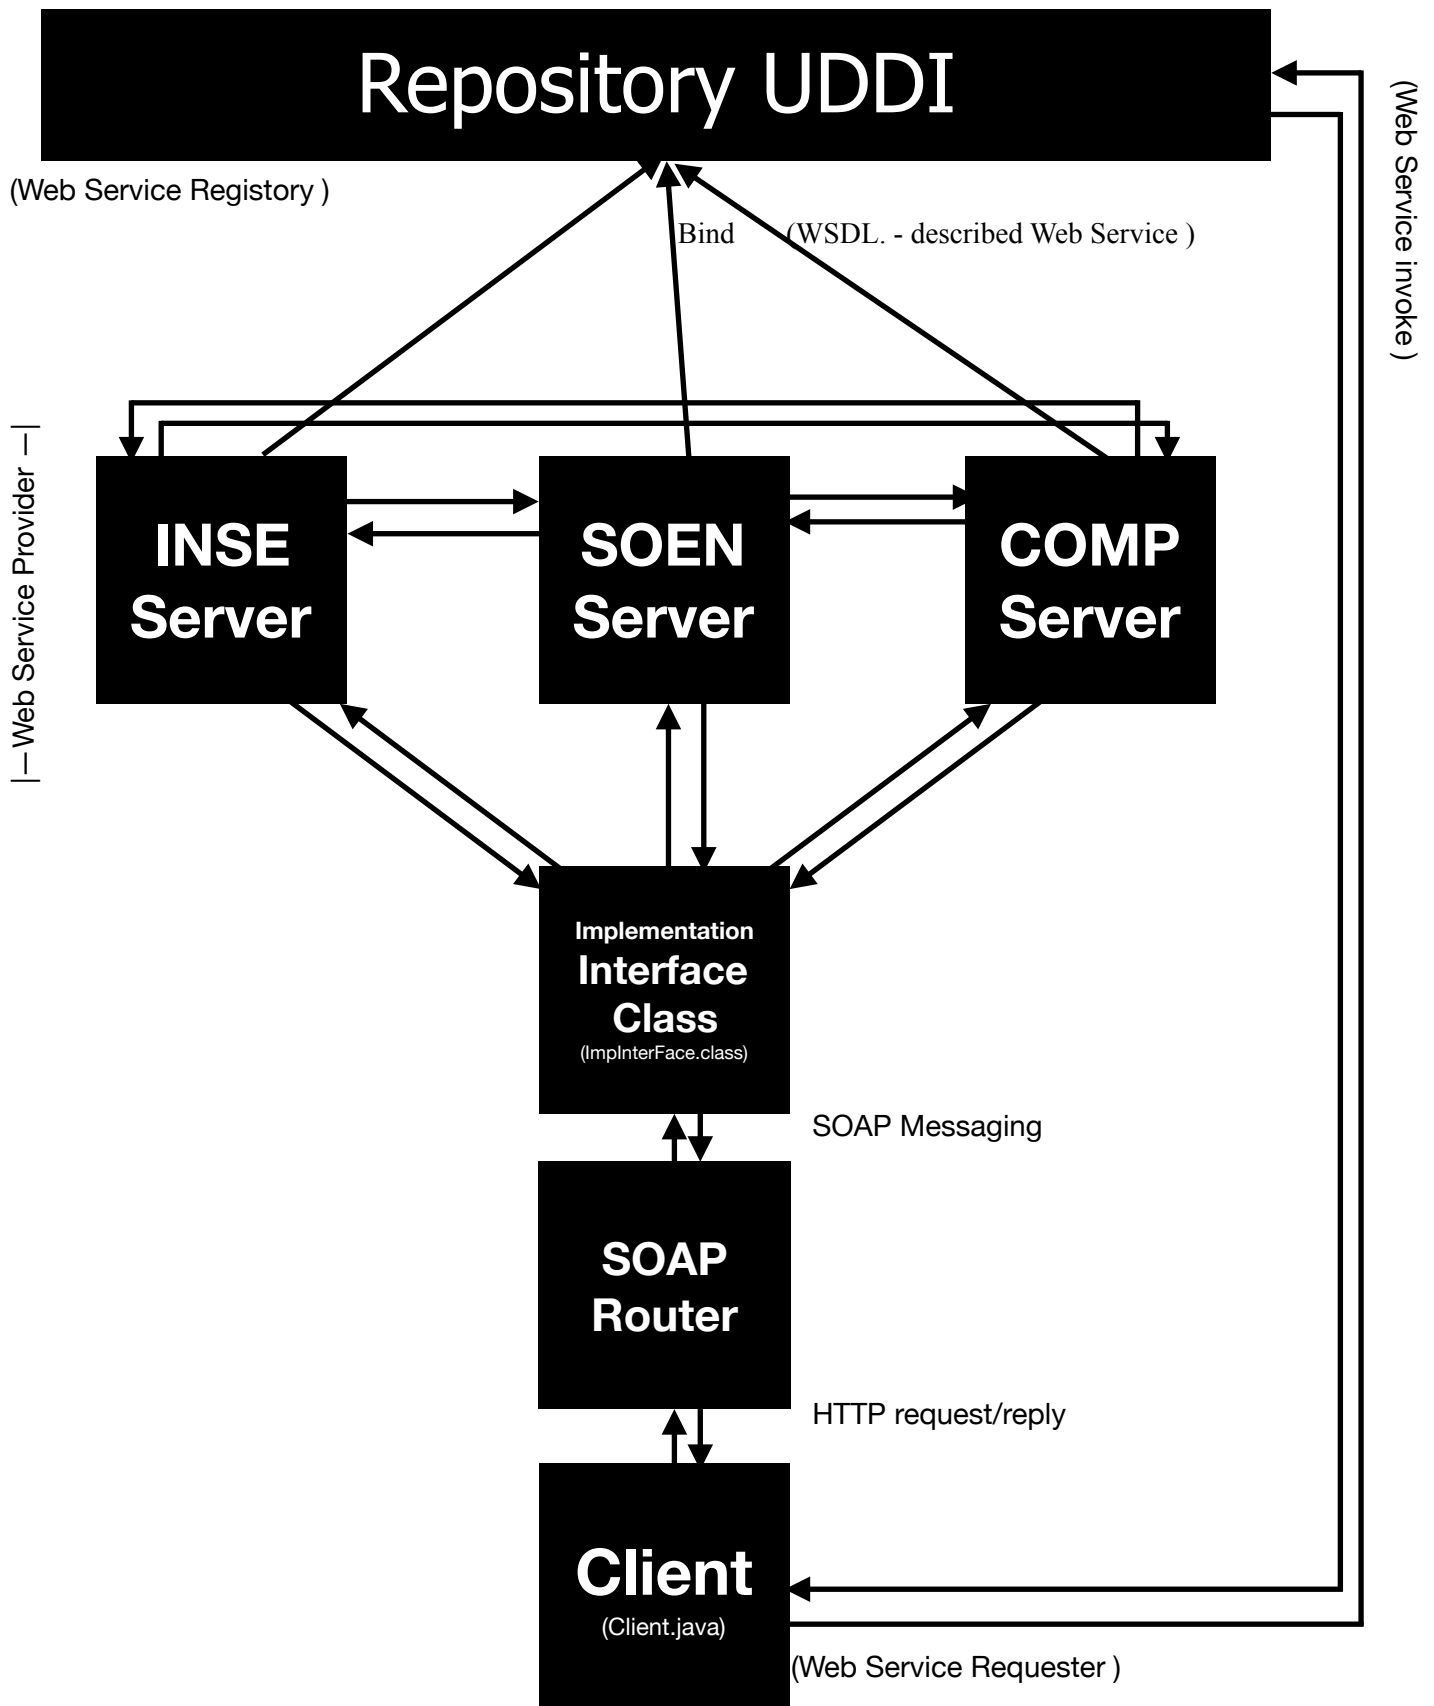 Repository UDDI
(Web Service Registory )
(Web Service invoke )
Bind
(WSDL. - described Web Service )
|—Web Service Provider —|
INSE
Server
SOEN
Server
COMP
Server
Implementation
Interface
Class
(ImpInterFace.class)
SOAP Messaging
SOAP
Router
HTTP request/reply
Client
(Client.java)
(Web Service Requester )